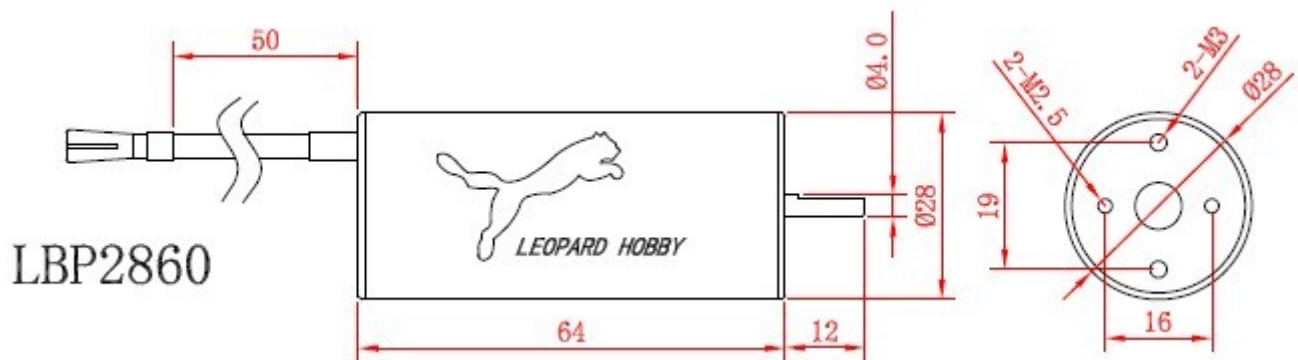 50
Ø4.0
2-M2.5
2-M3
Ø28
Ø28
19
LEOPARD HOBBY
LBP2860
64
12
16